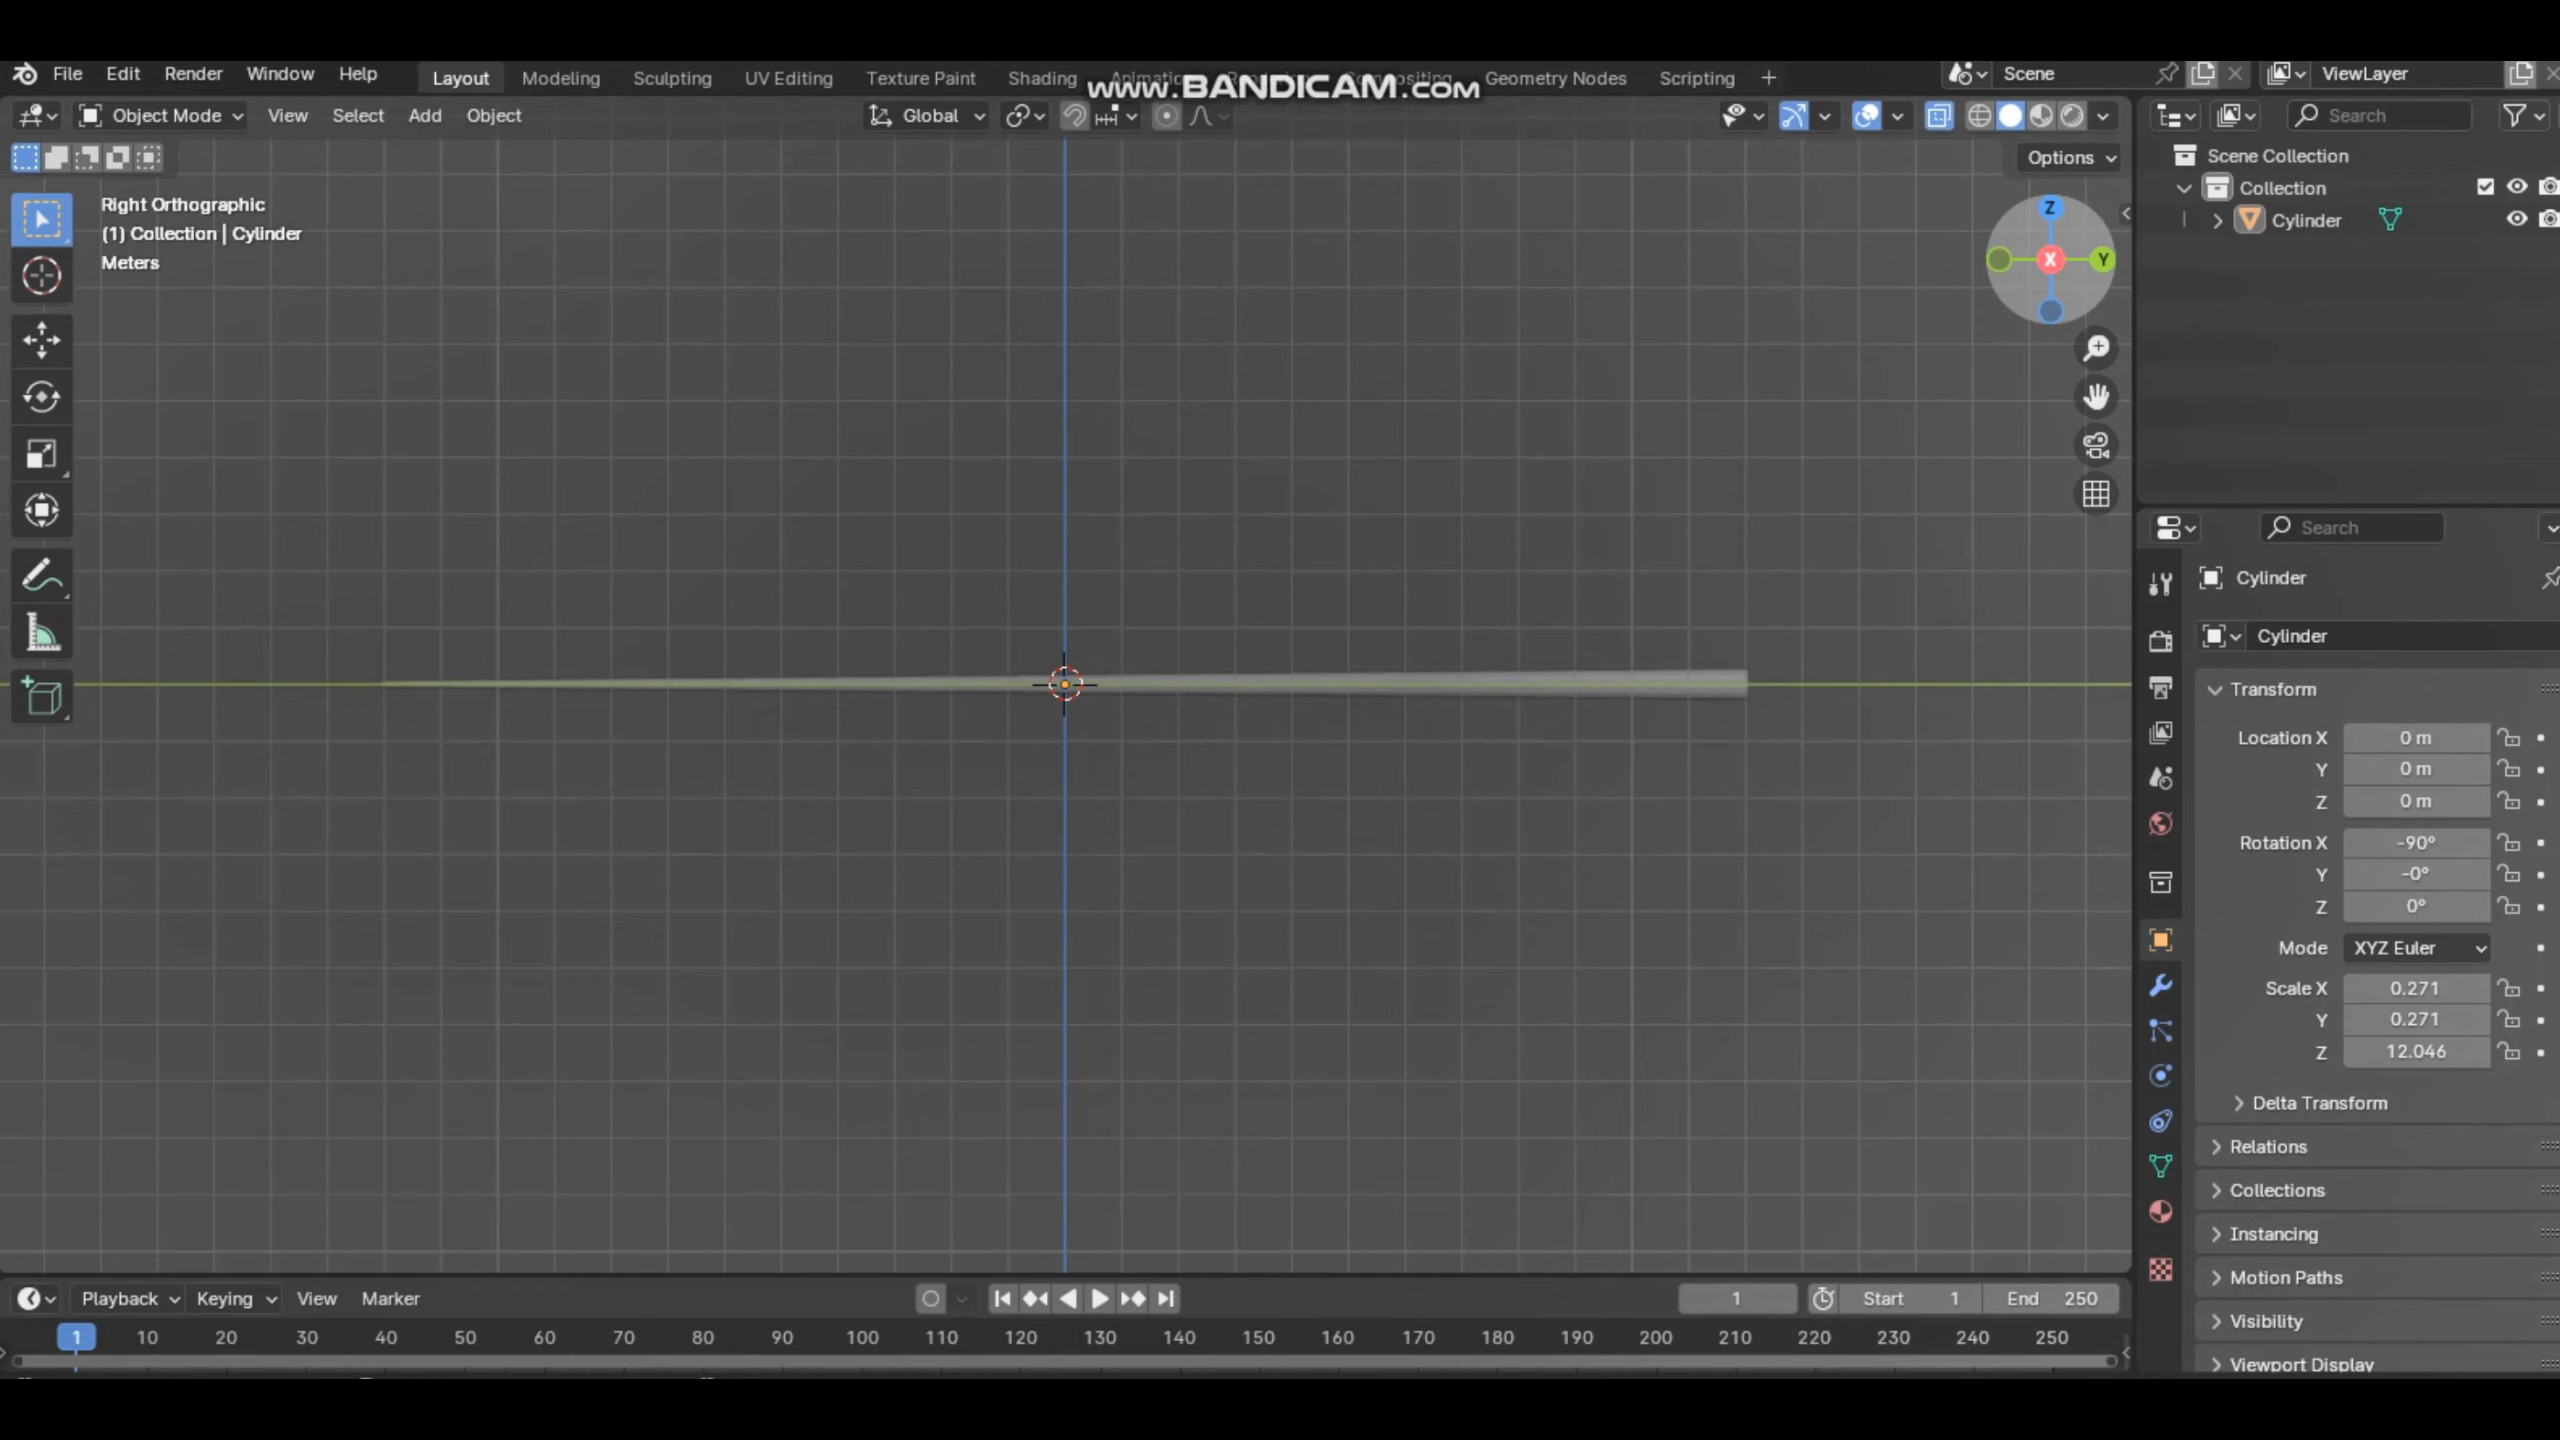 File Edit Render Window Help Layout Modeling Sculpting UV Editing Texture Paint Shading Geometry Nodes Scripting + Scene ViewLayer
www.BANDICAM.com
Object Mode View Select Add Object Global Search
Options
Right Orthographic
(1) Collection | Cylinder
Meters
Z
X
Y
Scene Collection
Collection
Cylinder
Search
Cylinder
Cylinder
Transform
Location X 0 m
Y 0 m
Z 0 m
Rotation X -90°
Y -0°
Z 0°
Mode XYZ Euler
Scale X 0.271
Y 0.271
Z 12.046
Delta Transform
Relations
Collections
Instancing
Motion Paths
Visibility
Viewport Display
Playback Keying View Marker 1 Start 1 End 250
1 10 20 30 40 50 60 70 80 90 100 110 120 130 140 150 160 170 180 190 200 210 220 230 240 250